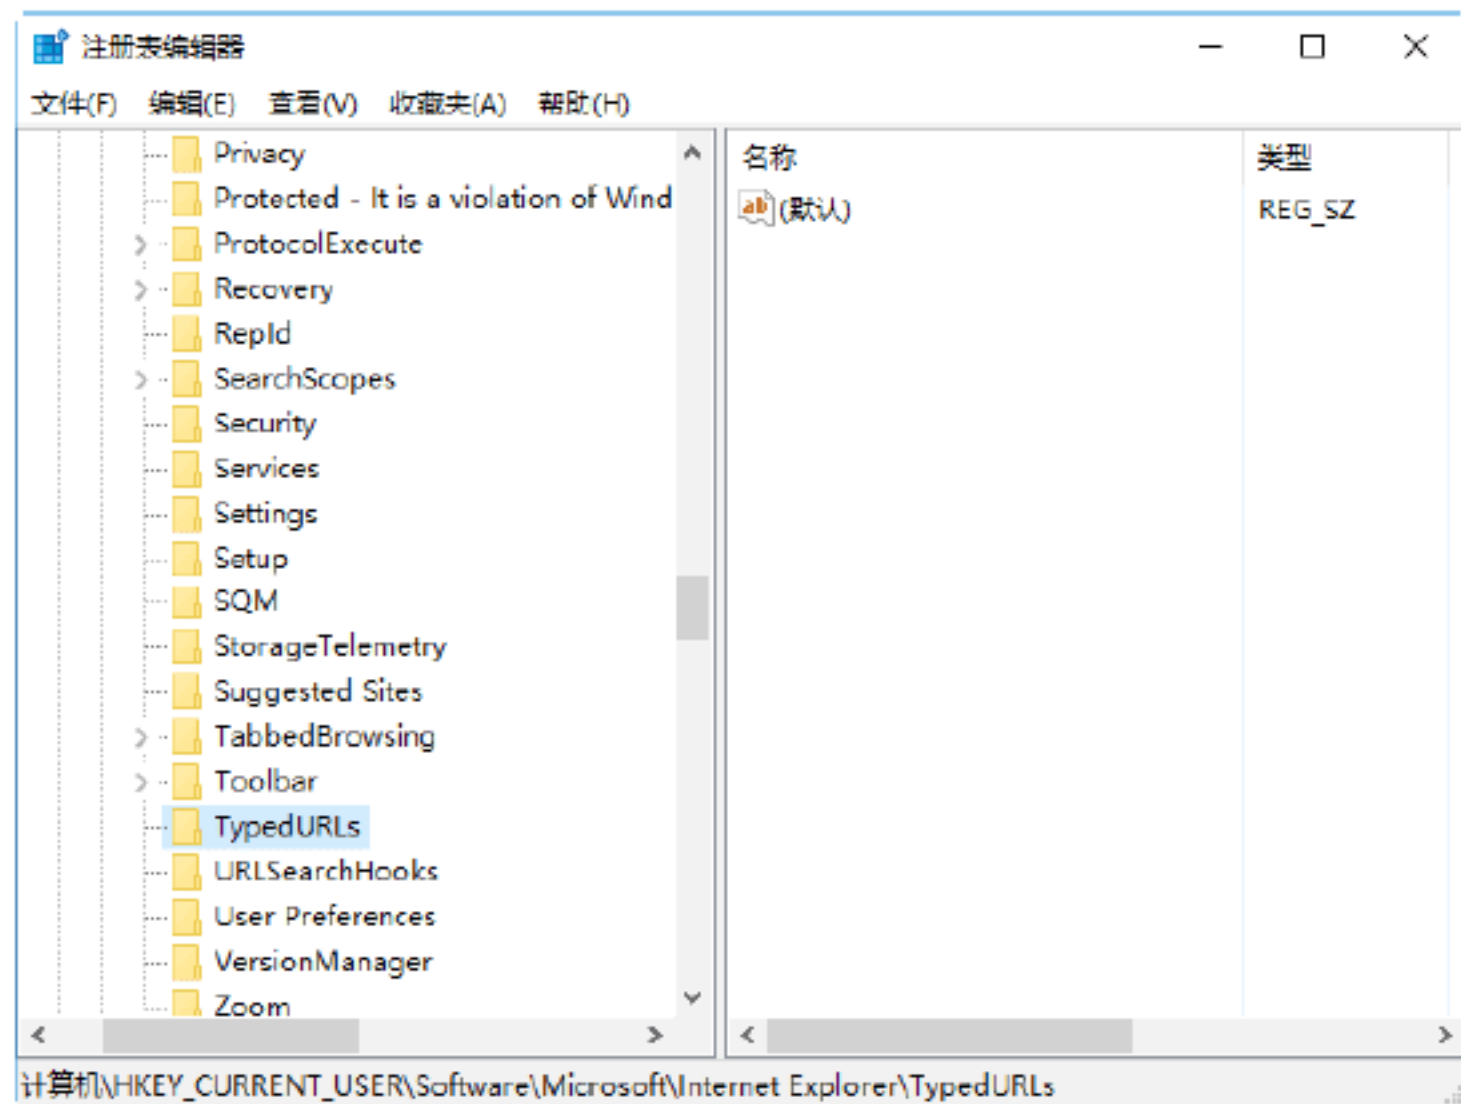 注册表编辑器
文件(F) 编辑(E) 查看(V) 收藏夹(A) 帮助(H)
Privacy
Protected - It is a violation of Wind
ProtocolExecute
Recovery
RepId
SearchScopes
Security
Services
Settings
Setup
SQM
StorageTelemetry
Suggested Sites
TabbedBrowsing
Toolbar
TypedURLs
URLSearchHooks
User Preferences
VersionManager
Zoom
名称 类型
ab (默认) REG_SZ
计算机\HKEY_CURRENT_USER\Software\Microsoft\Internet Explorer\TypedURLs